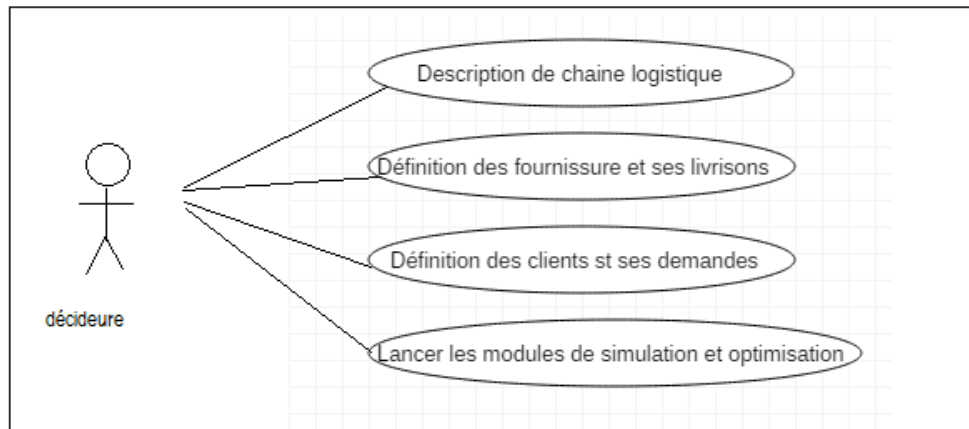 Description de chaine logistique
Définition des fournissure et ses livrisons
Définition des clients st ses demandes
Lancer les modules de simulation et optimisation
décideure